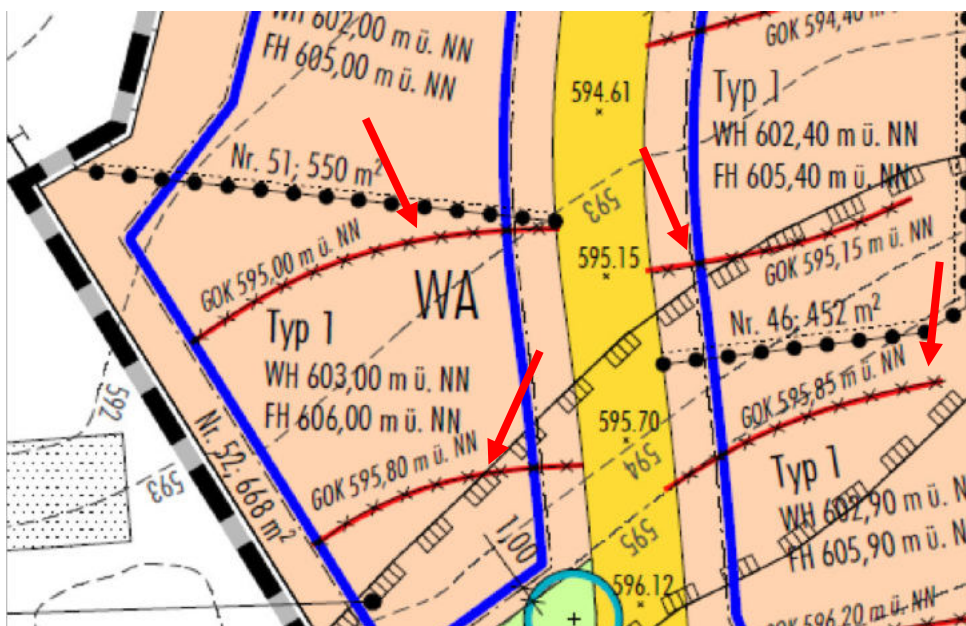 WH 602,00 m ü. NN
FH 605,00 m ü. NN
594.61
GOK 594,40 m ü.
Typ 1
WH 602,40 m ü. NN
FH 605,40 m ü. NN
Nr. 51; 550 m²
593
595.15
GOK 595,15 m ü. NN
GOK 595,00 m ü. NN
WA
Nr. 46; 452 m²
Typ 1
WH 603,00 m ü. NN
FH 606,00 m ü. NN
592
GOK 595,85 m ü. NN
595.70
594
Nr. 52; 668 m²
593
GOK 595,80 m ü. NN
Typ 1
WH 602,90 m ü. N
FH 605,90 m ü. N
1,00
595
596.12
GOK 596,20 m ü. NN